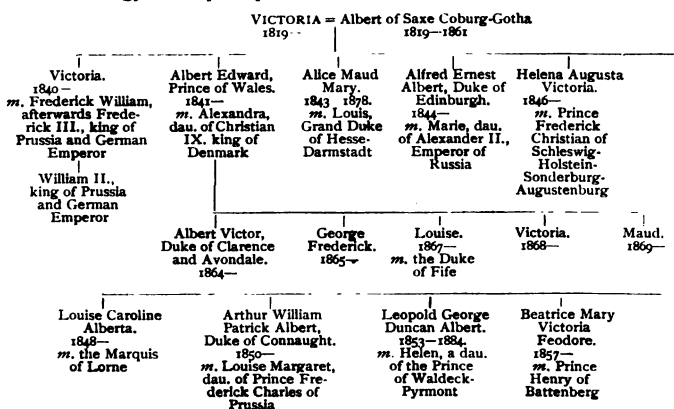 VICTORIA = Albert of Saxe Coburg-Gotha
1819-- 1819-1861
Victoria.
1840-
m. Frederick William,
afterwards Frede-
rick III., king of
Prussia and German
Emperor
William II.,
king of Prussia
and German
Emperor
Albert Edward,
Prince of Wales.
1841—
m. Alexandra,
dau. of Christian
IX. king of
Denmark
Alice Maud
Mary.
1843 1878.
m. Louis,
Grand Duke
of Hesse-
Darmstadt
Alfred Ernest
Albert, Duke of
Edinburgh.
1844—
m. Marie, dau.
of Alexander II.,
Emperor of
Russia
Helena Augusta
Victoria.
1846—
m. Prince
Frederick
Christian of
Schleswig-
Holstein-
Sonderburg-
Augustenburg
Albert Victor,
Duke of Clarence
and Avondale.
1864—
George
Frederick.
1865—
Louise.
1867—
m. the Duke
of Fife
Victoria.
1868—
Maud.
1869—
Louise Caroline
Alberta.
1848—
m. the Marquis
of Lorne
Arthur William
Patrick Albert,
Duke of Connaught.
1850—
m. Louise Margaret,
dau. of Prince Fre-
derick Charles of
Prussia
Leopold George
Duncan Albert.
1853—1884.
m. Helen, a dau.
of the Prince
of Waldeck-
Pyrmont
Beatrice Mary
Victoria
Feodore.
1857—
m. Prince
Henry of
Battenberg